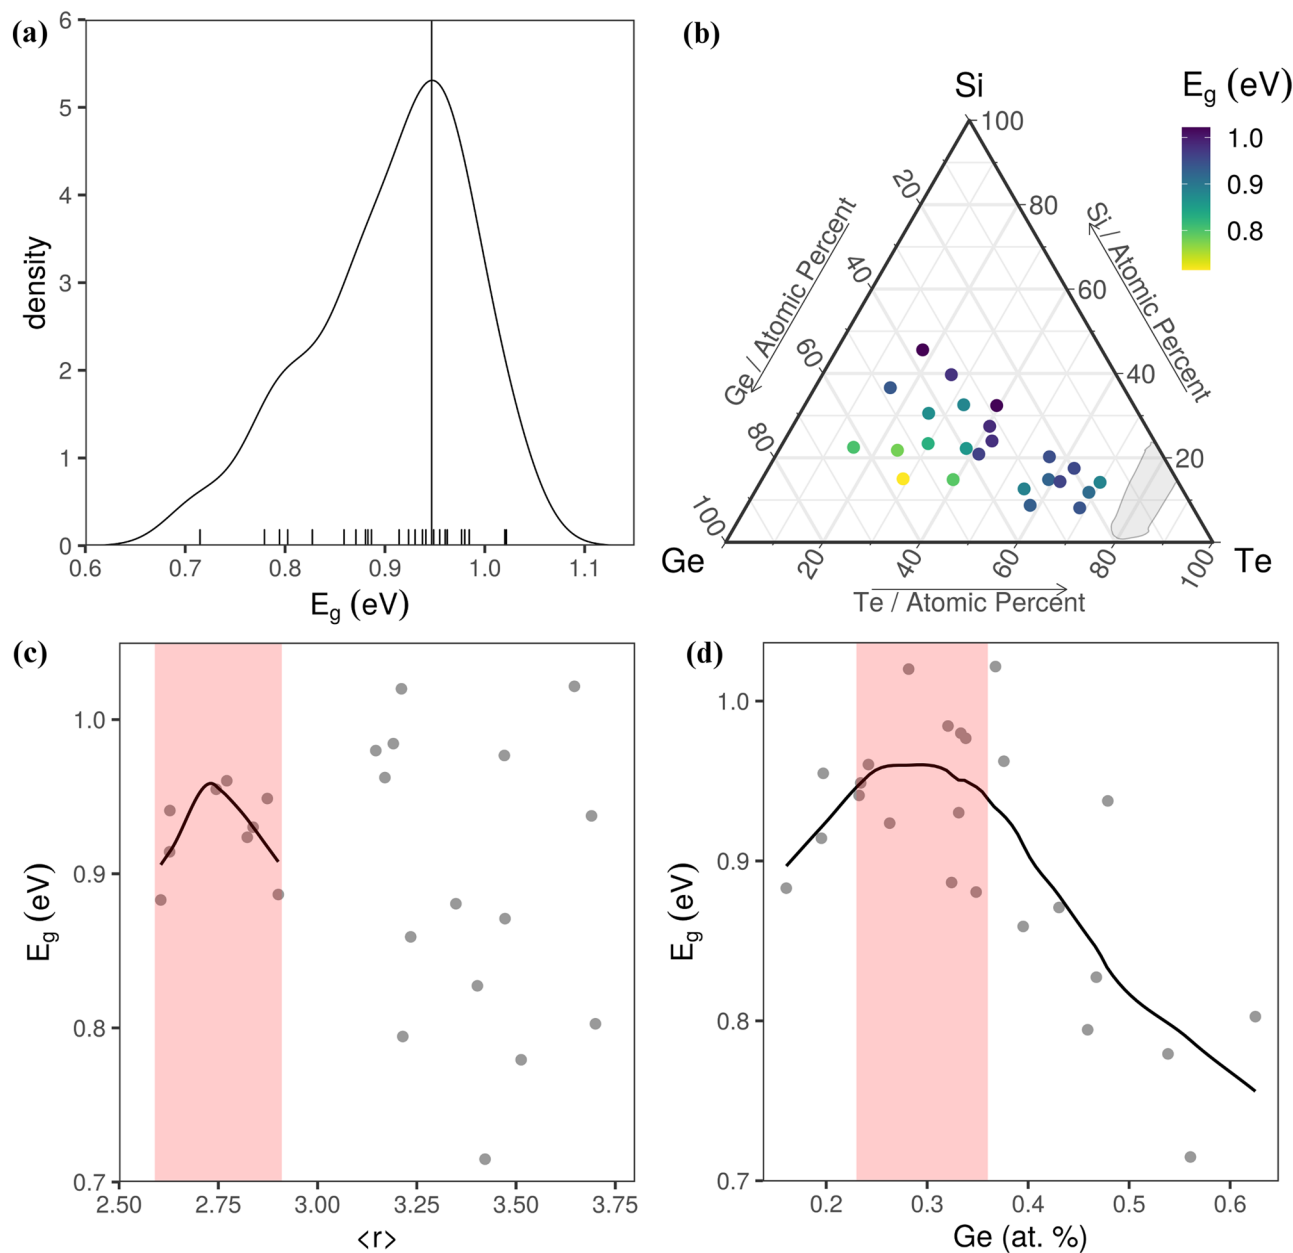 (a)
6
5
4
3
2
1
0
density
0.6 0.7 0.8 0.9 1.0 1.1
Eg (eV)
(b)
Si
Eg (eV)
1.0
0.9
0.8
100
80
60
40
20
Si / Atomic Percent
20
40
60
80
100
Ge / Atomic Percent
Ge
Te
20 40 60 80 100
Te / Atomic Percent
(c)
1.0
0.9
0.8
0.7
Eg (eV)
2.50 2.75 3.00 3.25 3.50 3.75
<r>
(d)
1.0
0.9
0.8
0.7
Eg (eV)
0.2 0.3 0.4 0.5 0.6
Ge (at. %)